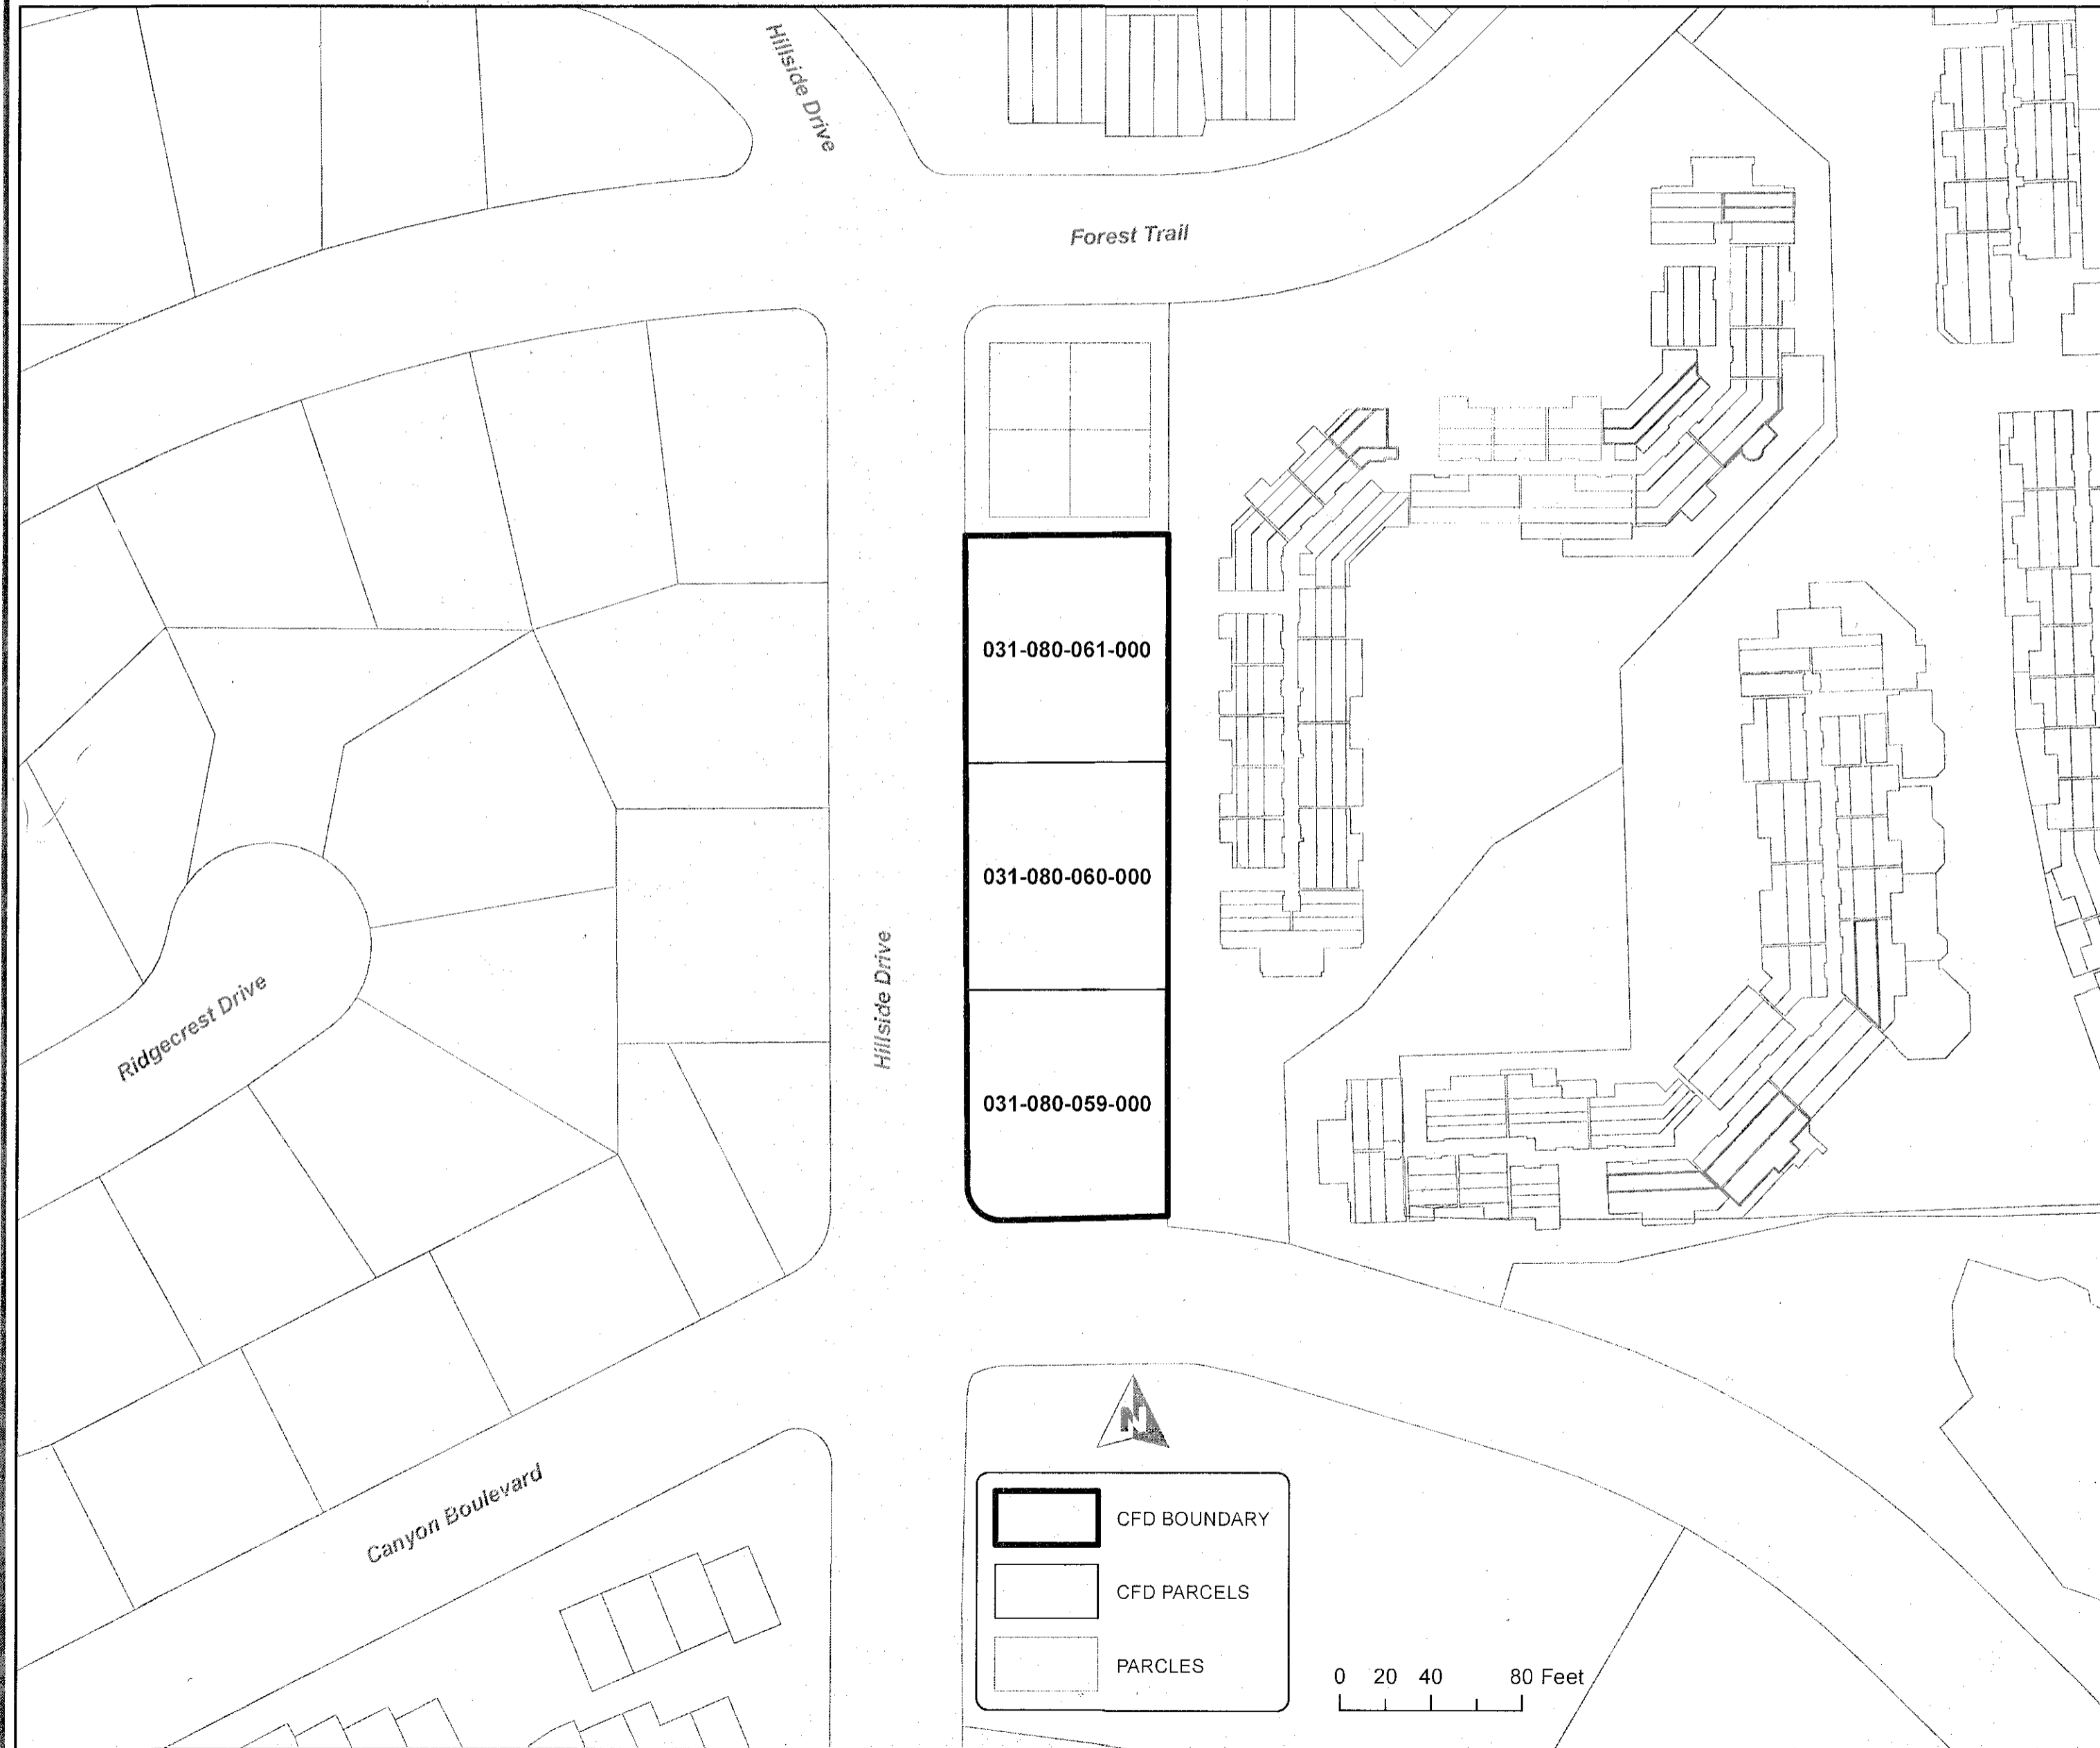 Hillside Drive
Forest Trail
031-080-061-000
031-080-060-000
Hillside Drive
Ridgecrest Drive
031-080-059-000
N
Canyon Boulevard
CFD BOUNDARY
CFD PARCELS
PARCLES
0 20 40 80 Feet